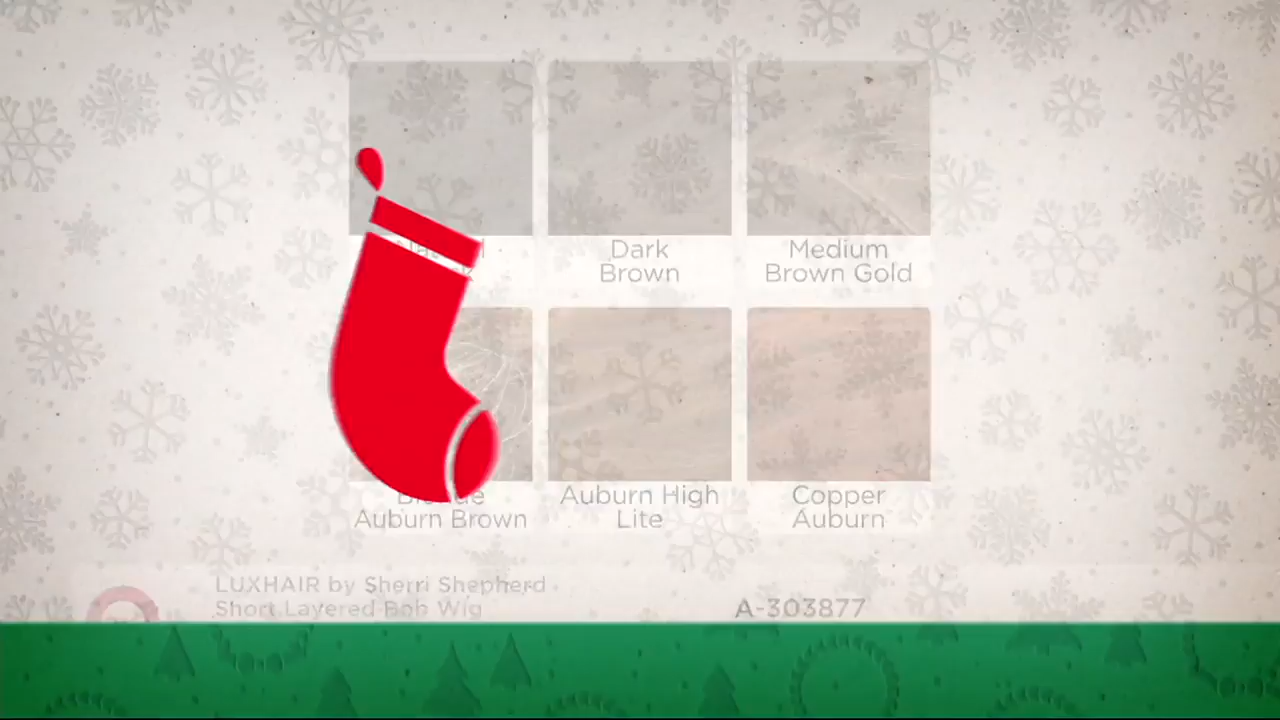 Dark
Brown
Medium
Brown Gold
Auburn Brown
Auburn High
Lite
Copper
Auburn
LUXHAIR by Sherri Shepherd
Short Layered Bob Wig
A-303877